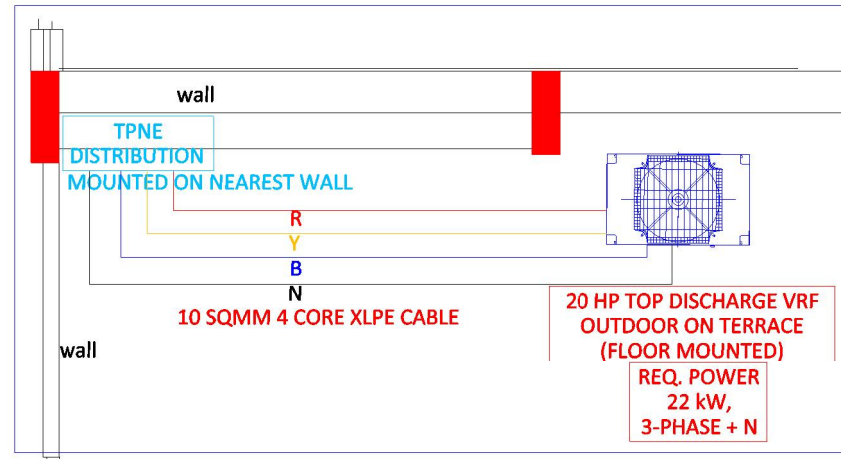 wall
TPNE
DISTRIBUTION
MOUNTED ON NEAREST WALL
R
Y
B
N
10 SQMM 4 CORE XLPE CABLE
20 HP TOP DISCHARGE VRF
OUTDOOR ON TERRACE
(FLOOR MOUNTED)
wall
REQ. POWER
22 kW,
3-PHASE + N